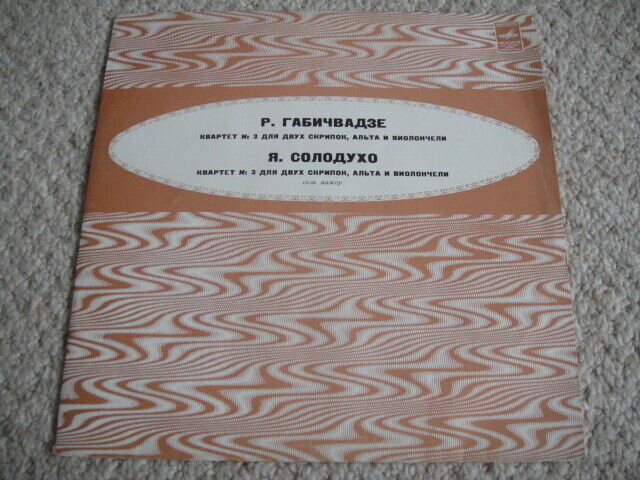 Р. ГАБИЧВАДЗЕ
КВАРТЕТ № 3 ДЛЯ ДВУХ СКРИПОК, АЛЬТА И ВИОЛОНЧЕЛИ
Я. СОЛОДУХО
КВАРТЕТ № 3 ДЛЯ ДВУХ СКРИПОК, АЛЬТА И ВИОЛОНЧЕЛИ
соль мажор